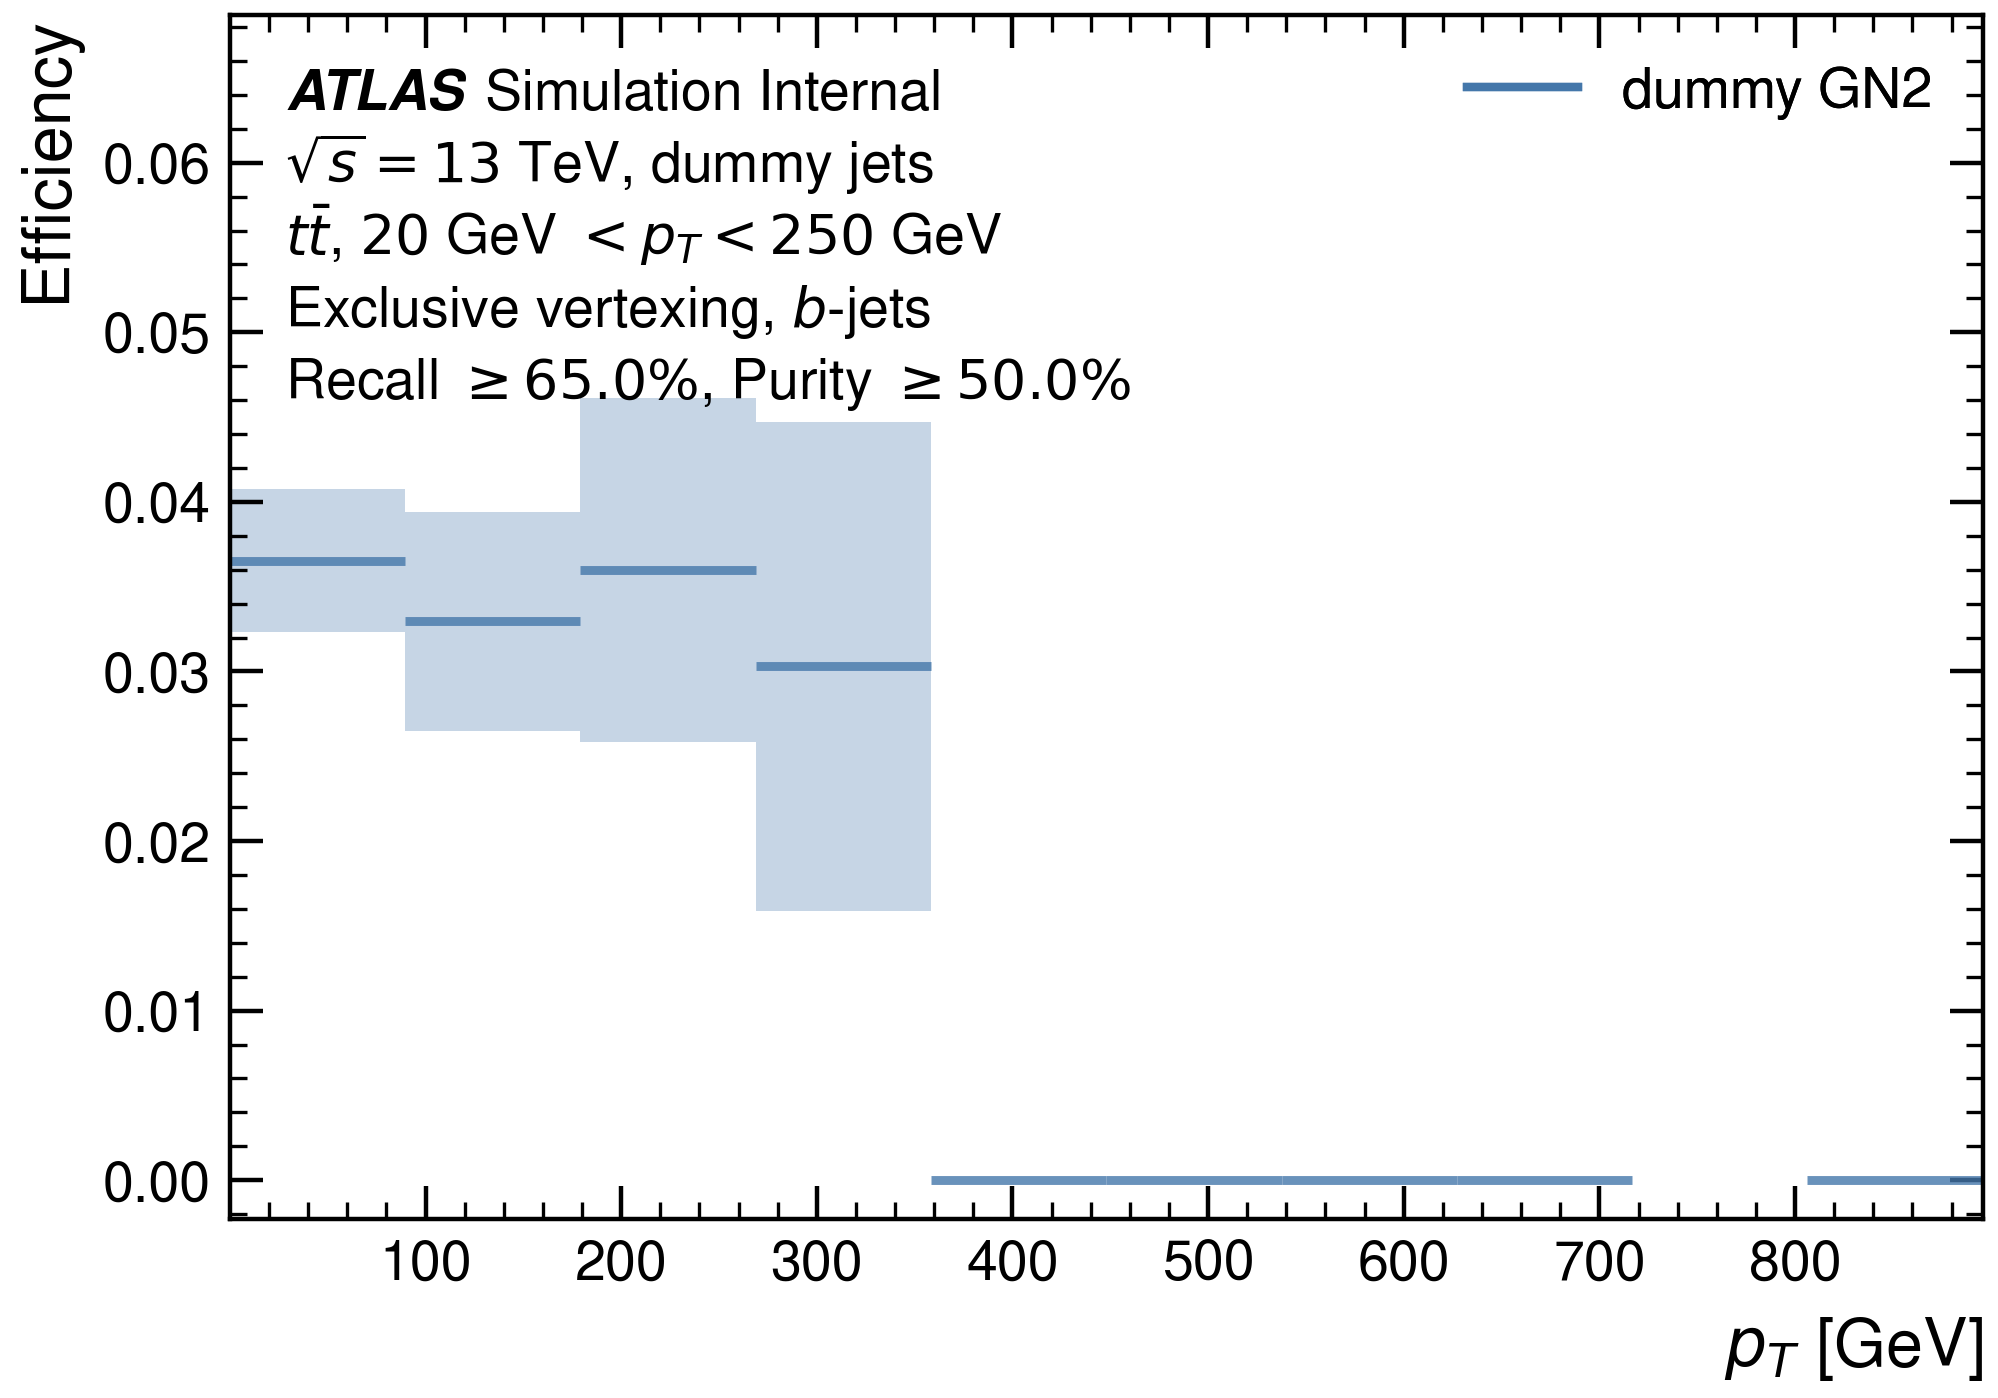 Efficiency
ATLAS Simulation Internal
dummy GN2
√s = 13 TeV, dummy jets
tt̄, 20 GeV < p_T < 250 GeV
Exclusive vertexing, b-jets
Recall ≥ 65.0%, Purity ≥ 50.0%
0.06
0.05
0.04
0.03
0.02
0.01
0.00
100 200 300 400 500 600 700 800
p_T [GeV]